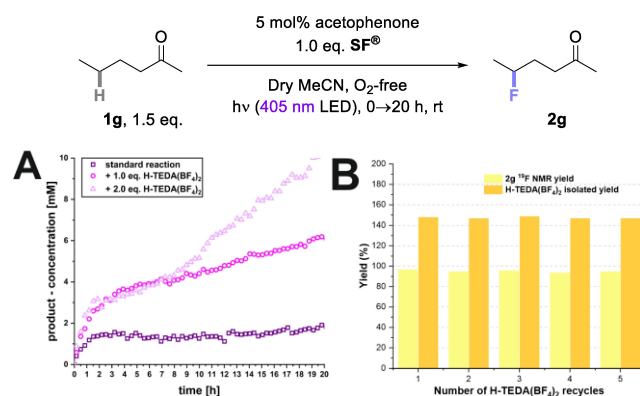 5 mol% acetophenone
1.0 eq. SF®
O
H
Dry MeCN, O₂-free
hν (405 nm LED), 0→20 h, rt
1g, 1.5 eq.
O
F
2g
A
standard reaction
+ 1.0 eq. H-TEDA(BF₄)₂
+ 2.0 eq. H-TEDA(BF₄)₂
product - concentration [mM]
10
8
6
4
2
0
0 1 2 3 4 5 6 7 8 9 10 11 12 13 14 15 16 17 18 19 20
time [h]
B
2g ¹⁹F NMR yield
H-TEDA(BF₄)₂ isolated yield
Yield (%)
200
180
160
140
120
100
80
60
40
20
0
1 2 3 4 5
Number of H-TEDA(BF₄)₂ recycles